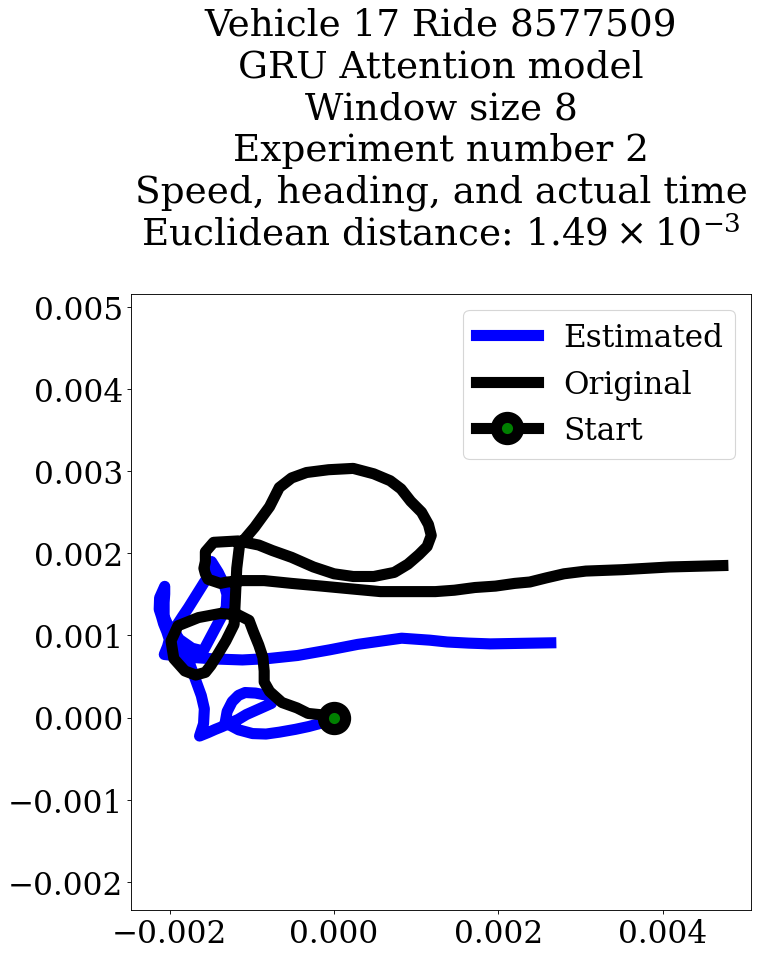 Vehicle 17 Ride 8577509
GRU Attention model
Window size 8
Experiment number 2
Speed, heading, and actual time
Euclidean distance: 1.49 × 10⁻³
0.005
0.004
0.003
0.002
0.001
0.000
−0.001
−0.002
Estimated
Original
Start
−0.002 0.000 0.002 0.004